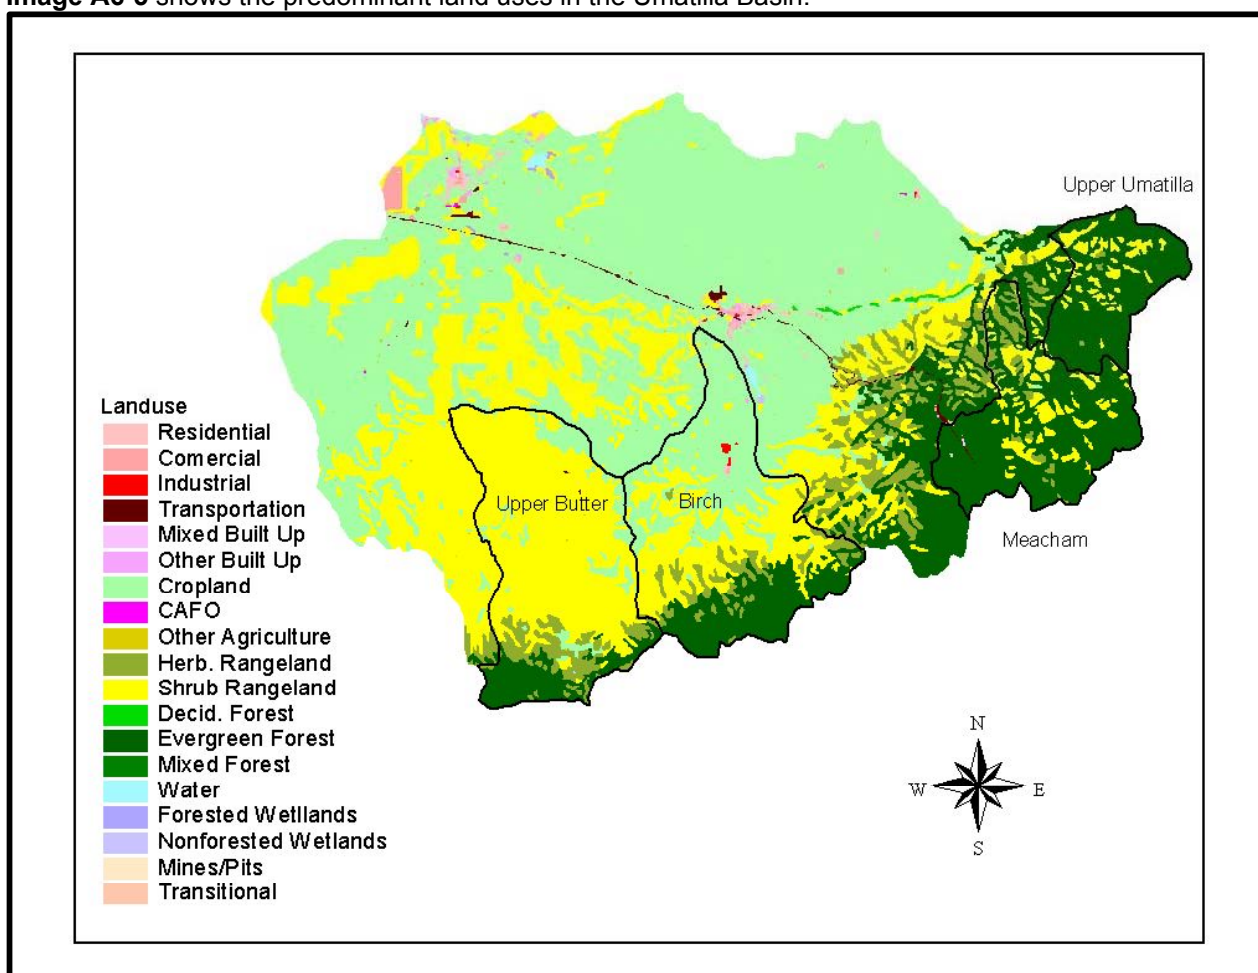 Image A6-8 shows the predominant land uses in the Umatilla Basin.
Upper Umatilla
Landuse
Residential
Comercial
Industrial
Transportation
Mixed Built Up
Other Built Up
Cropland
CAFO
Other Agriculture
Herb. Rangeland
Shrub Rangeland
Decid. Forest
Evergreen Forest
Mixed Forest
Water
Forested Wetllands
Nonforested Wetlands
Mines/Pits
Transitional
Upper Butter
Birch
Meacham
N
W
E
S